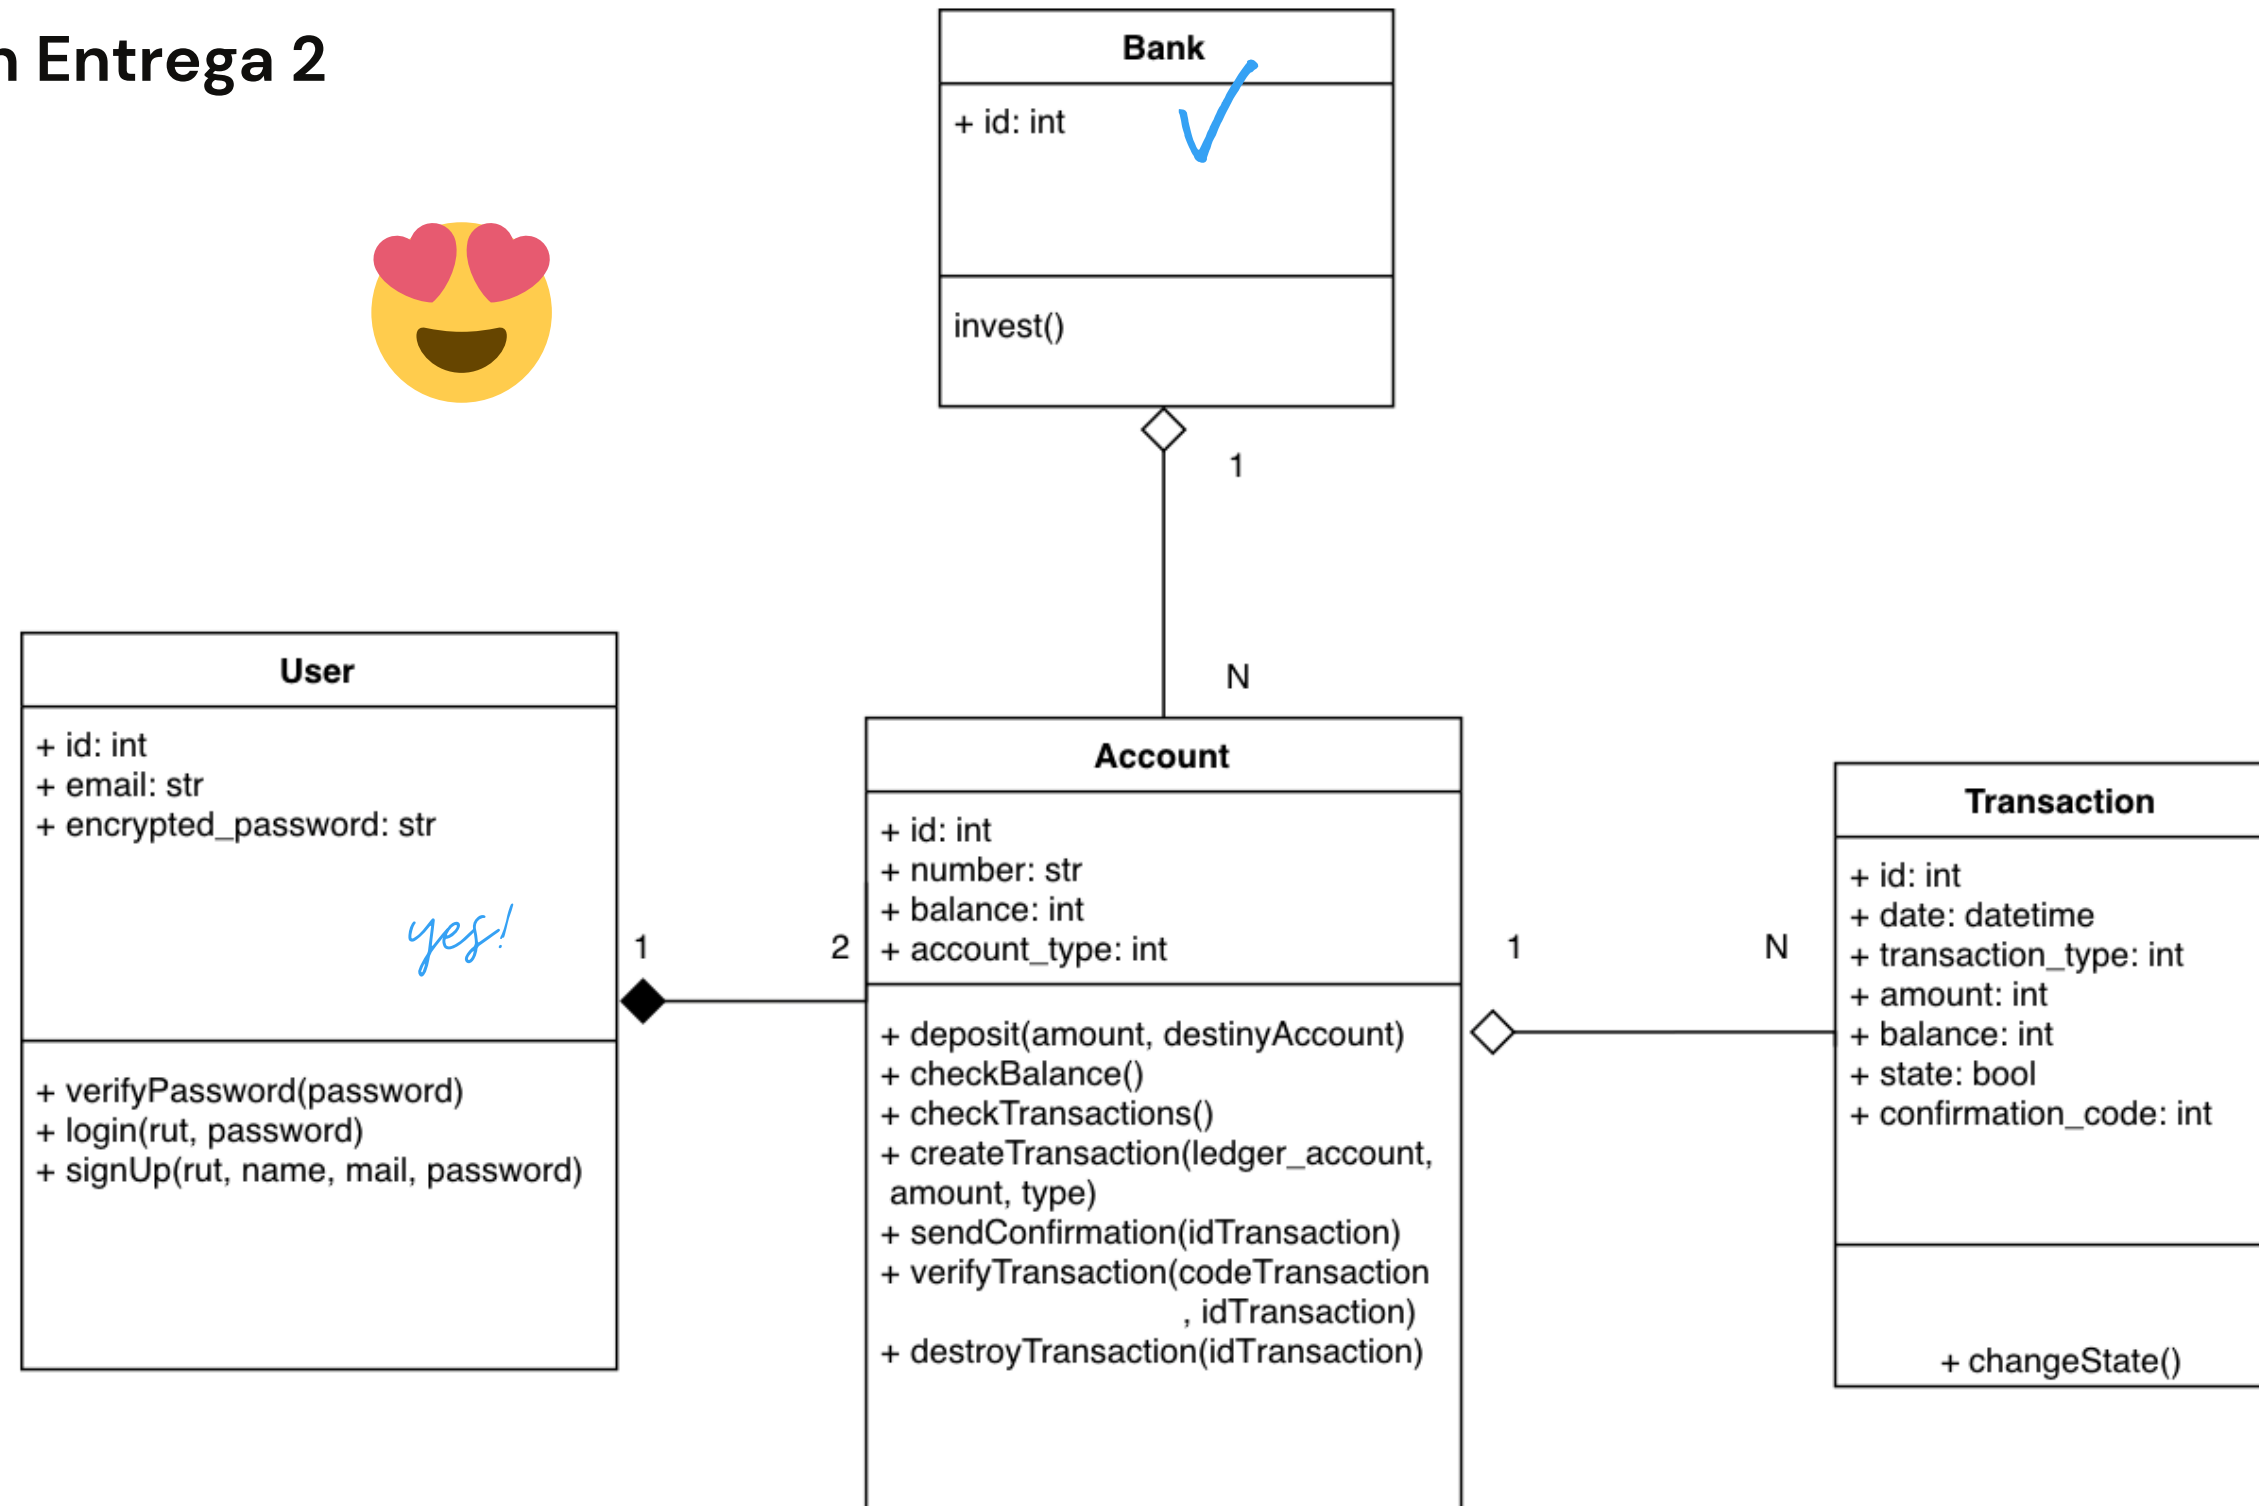 n Entrega 2
Bank
+ id: int
invest()
1
N
User
+ id: int
+ email: str
+ encrypted_password: str
yes!
+ verifyPassword(password)
+ login(rut, password)
+ signUp(rut, name, mail, password)
1
2
Account
+ id: int
+ number: str
+ balance: int
+ account_type: int
+ deposit(amount, destinyAccount)
+ checkBalance()
+ checkTransactions()
+ createTransaction(ledger_account,
amount, type)
+ sendConfirmation(idTransaction)
+ verifyTransaction(codeTransaction
, idTransaction)
+ destroyTransaction(idTransaction)
1
N
Transaction
+ id: int
+ date: datetime
+ transaction_type: int
+ amount: int
+ balance: int
+ state: bool
+ confirmation_code: int
+ changeState()